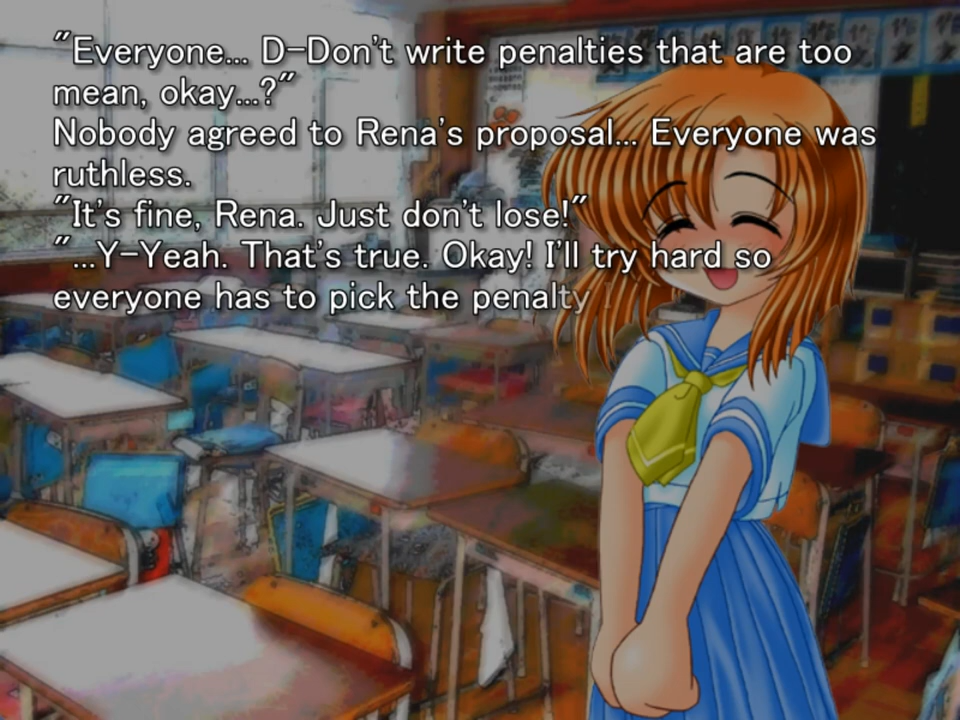 "Everyone... D-Don't write penalties that are too
mean, okay...?"
Nobody agreed to Rena's proposal... Everyone was
ruthless.
"It's fine, Rena. Just don't lose!"
"...Y-Yeah. That's true. Okay! I'll try hard so
everyone has to pick the penalty